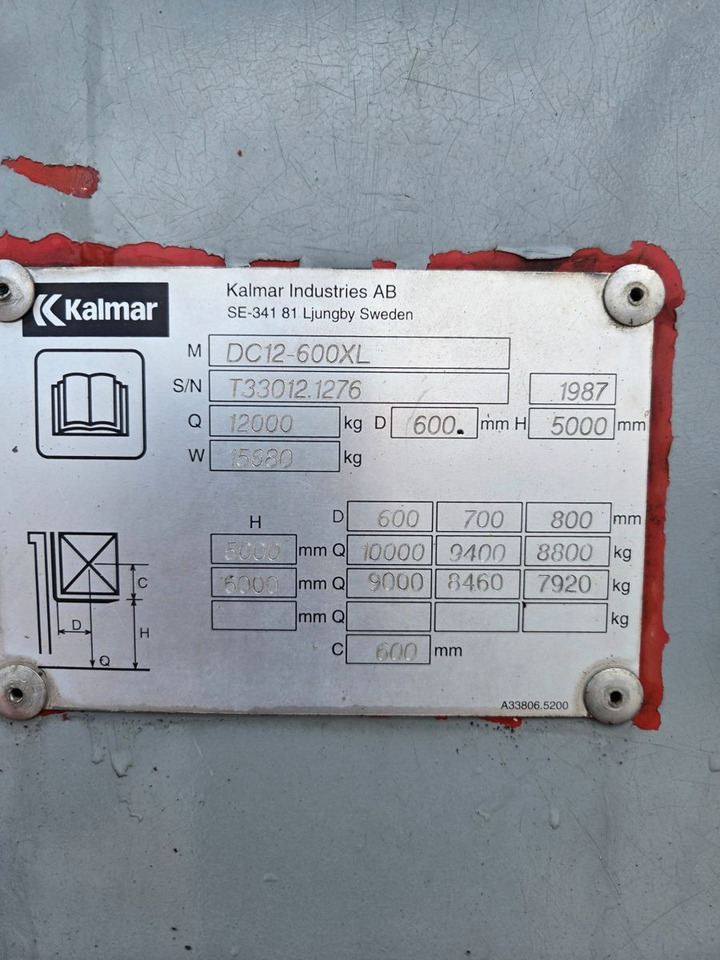 Kalmar
Kalmar Industries AB
SE-341 81 Ljungby Sweden
M DC12-600XL
S/N T33012.1276 1987
Q 12000 kg D 600. mm H 5000 mm
W 15980 kg
H D 600 700 800 mm
5000 mm Q 10000 9400 8800 kg
6000 mm Q 9000 8460 7920 kg
mm Q kg
C 600 mm
C
D H
Q
A33806.5200